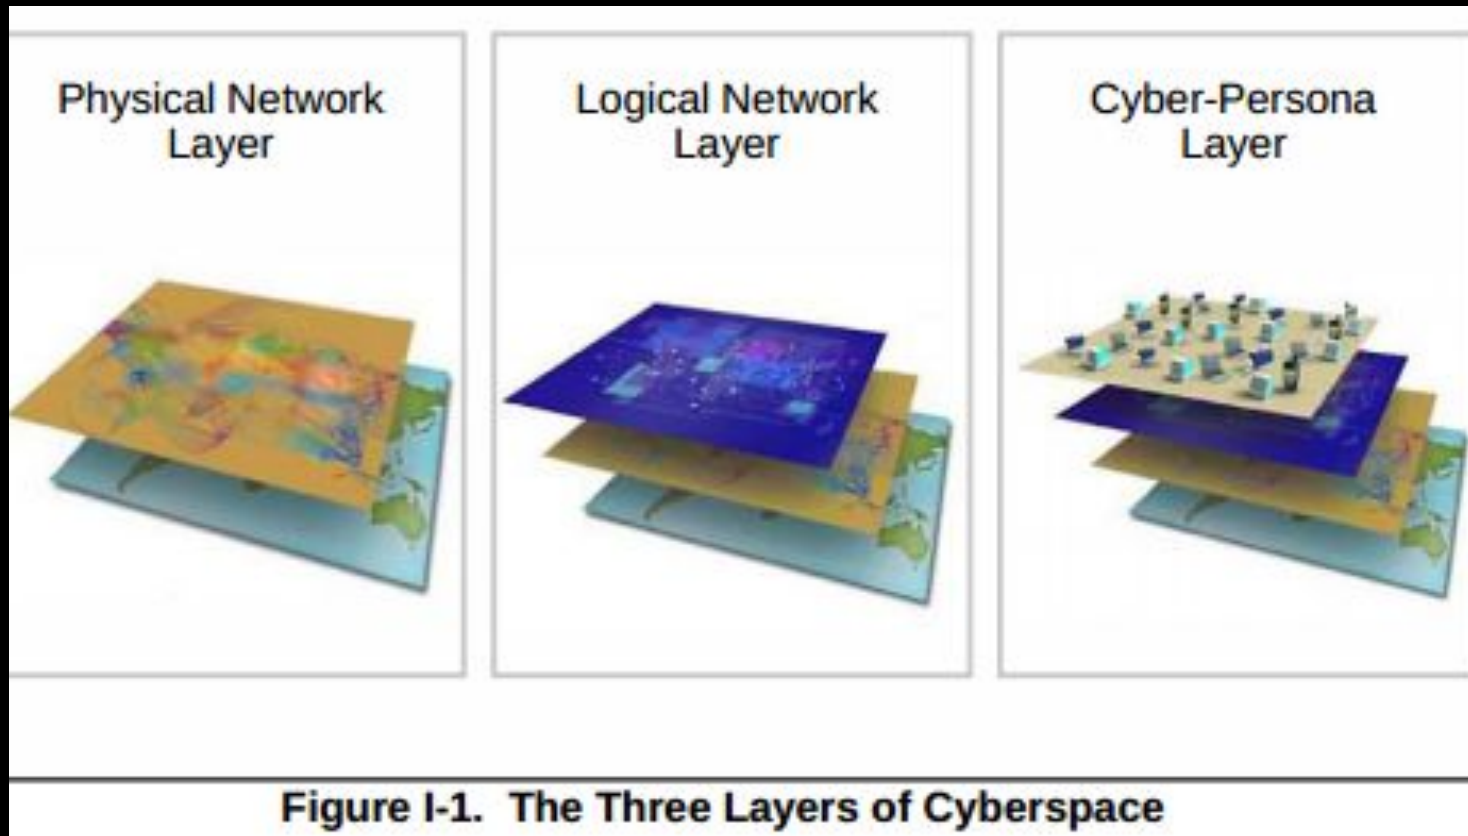 Physical Network
Layer
Logical Network
Layer
Cyber-Persona
Layer
Figure I-1. The Three Layers of Cyberspace